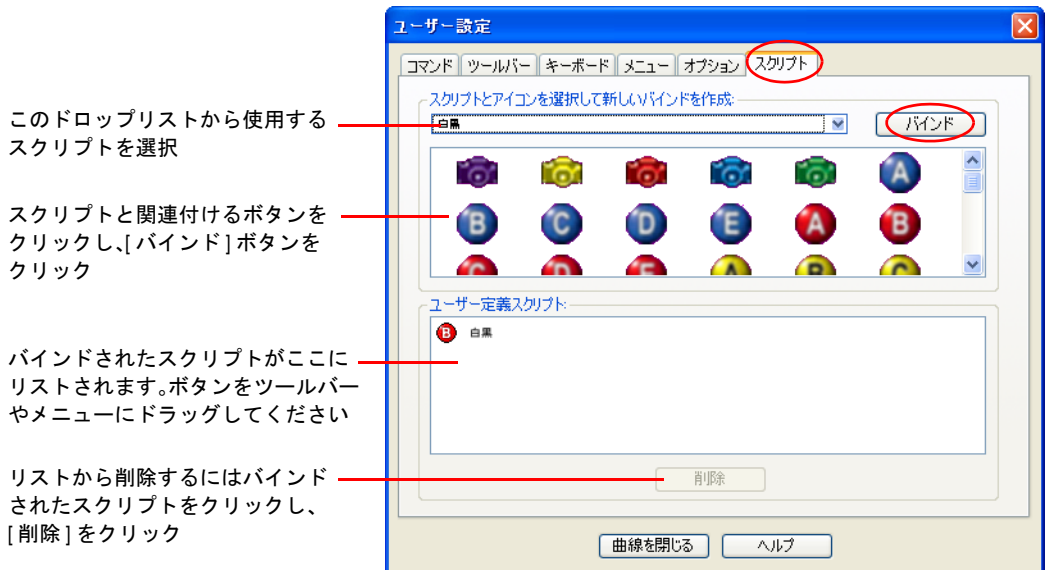 ユーザー設定
コマンド ツールバー キーボード メニュー オプション スクリプト
スクリプトとアイコンを選択して新しいバインドを作成:
このドロップリストから使用する
スクリプトを選択
白黒
バインド
A
スクリプトと関連付けるボタンを
クリックし、[バインド]ボタンを
クリック
B C D E A B
C D E A B C
ユーザー定義スクリプト:
B 白黒
バインドされたスクリプトがここに
リストされます。ボタンをツールバー
やメニューにドラッグしてください
リストから削除するにはバインド
されたスクリプトをクリックし、
[削除]をクリック
削除
曲線を閉じる ヘルプ